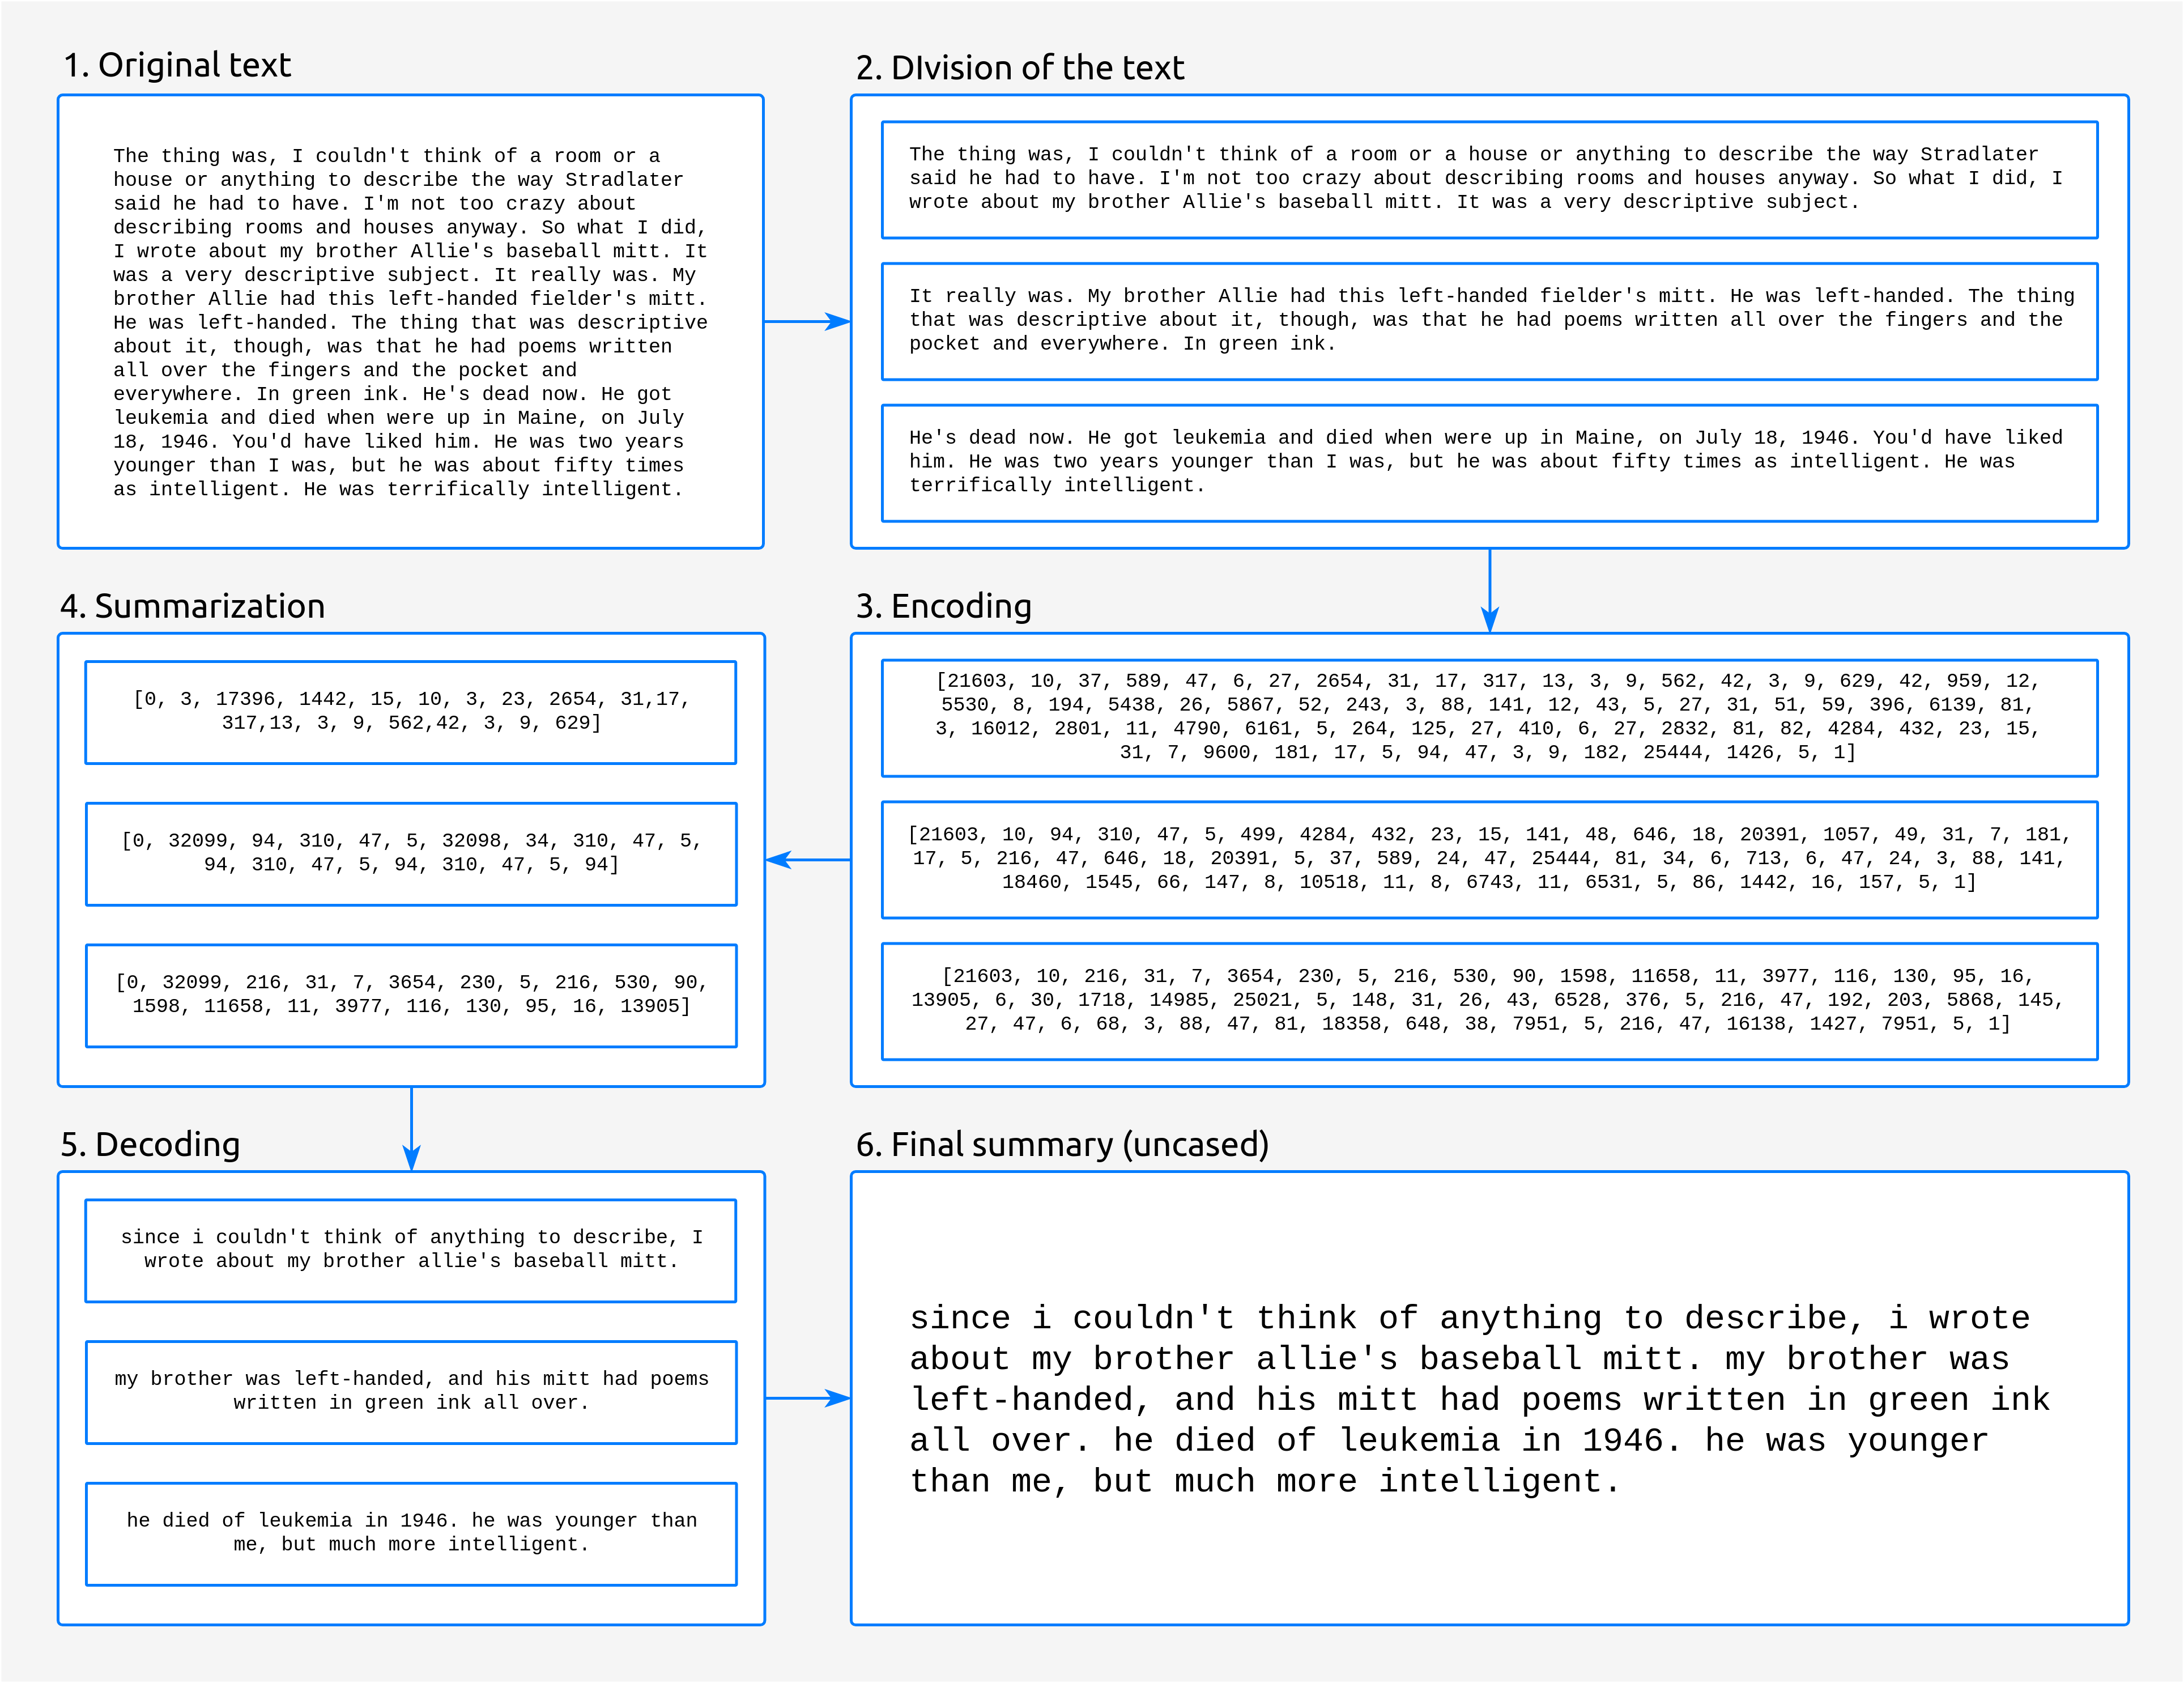 1. Original text
The thing was, I couldn't think of a room or a
house or anything to describe the way Stradlater
said he had to have. I'm not too crazy about
describing rooms and houses anyway. So what I did,
I wrote about my brother Allie's baseball mitt. It
was a very descriptive subject. It really was. My
brother Allie had this left-handed fielder's mitt.
He was left-handed. The thing that was descriptive
about it, though, was that he had poems written
all over the fingers and the pocket and
everywhere. In green ink. He's dead now. He got
leukemia and died when were up in Maine, on July
18, 1946. You'd have liked him. He was two years
younger than I was, but he was about fifty times
as intelligent. He was terrifically intelligent.
2. DIvision of the text
The thing was, I couldn't think of a room or a house or anything to describe the way Stradlater
said he had to have. I'm not too crazy about describing rooms and houses anyway. So what I did, I
wrote about my brother Allie's baseball mitt. It was a very descriptive subject.
It really was. My brother Allie had this left-handed fielder's mitt. He was left-handed. The thing
that was descriptive about it, though, was that he had poems written all over the fingers and the
pocket and everywhere. In green ink.
He's dead now. He got leukemia and died when were up in Maine, on July 18, 1946. You'd have liked
him. He was two years younger than I was, but he was about fifty times as intelligent. He was
terrifically intelligent.
3. Encoding
[21603, 10, 37, 589, 47, 6, 27, 2654, 31, 17, 317, 13, 3, 9, 562, 42, 3, 9, 629, 42, 959, 12,
5530, 8, 194, 5438, 26, 5867, 52, 243, 3, 88, 141, 12, 43, 5, 27, 31, 51, 59, 396, 6139, 81,
3, 16012, 2801, 11, 4790, 6161, 5, 264, 125, 27, 410, 6, 27, 2832, 81, 82, 4284, 432, 23, 15,
31, 7, 9600, 181, 17, 5, 94, 47, 3, 9, 182, 25444, 1426, 5, 1]
[21603, 10, 94, 310, 47, 5, 499, 4284, 432, 23, 15, 141, 48, 646, 18, 20391, 1057, 49, 31, 7, 181,
17, 5, 216, 47, 646, 18, 20391, 5, 37, 589, 24, 47, 25444, 81, 34, 6, 713, 6, 47, 24, 3, 88, 141,
18460, 1545, 66, 147, 8, 10518, 11, 8, 6743, 11, 6531, 5, 86, 1442, 16, 157, 5, 1]
[21603, 10, 216, 31, 7, 3654, 230, 5, 216, 530, 90, 1598, 11658, 11, 3977, 116, 130, 95, 16,
13905, 6, 30, 1718, 14985, 25021, 5, 148, 31, 26, 43, 6528, 376, 5, 216, 47, 192, 203, 5868, 145,
27, 47, 6, 68, 3, 88, 47, 81, 18358, 648, 38, 7951, 5, 216, 47, 16138, 1427, 7951, 5, 1]
4. Summarization
[0, 3, 17396, 1442, 15, 10, 3, 23, 2654, 31,17,
317,13, 3, 9, 562,42, 3, 9, 629]
[0, 32099, 94, 310, 47, 5, 32098, 34, 310, 47, 5,
94, 310, 47, 5, 94, 310, 47, 5, 94]
[0, 32099, 216, 31, 7, 3654, 230, 5, 216, 530, 90,
1598, 11658, 11, 3977, 116, 130, 95, 16, 13905]
5. Decoding
since i couldn't think of anything to describe, I
wrote about my brother allie's baseball mitt.
my brother was left-handed, and his mitt had poems
written in green ink all over.
he died of leukemia in 1946. he was younger than
me, but much more intelligent.
6. Final summary (uncased)
since i couldn't think of anything to describe, i wrote
about my brother allie's baseball mitt. my brother was
left-handed, and his mitt had poems written in green ink
all over. he died of leukemia in 1946. he was younger
than me, but much more intelligent.